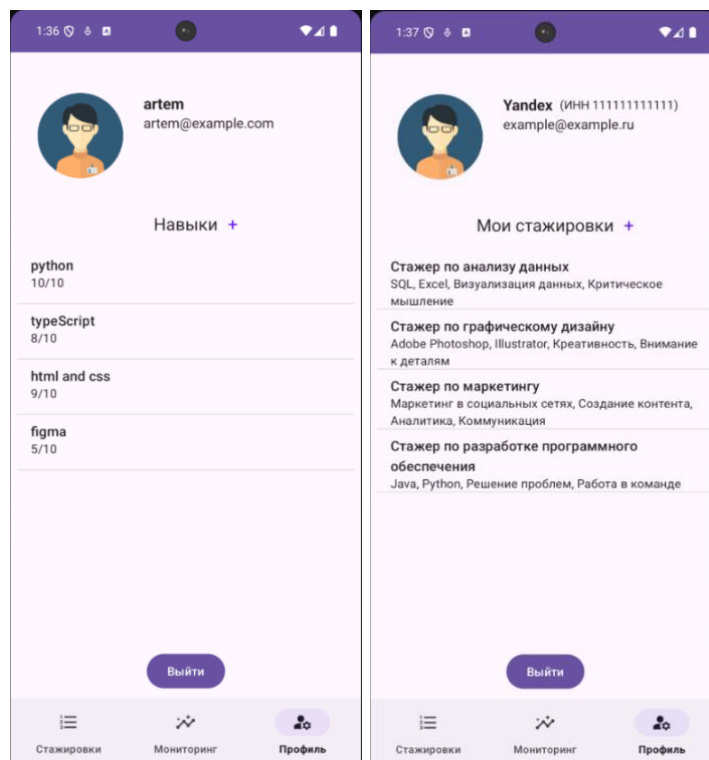 1:36
artem
artem@example.com
Навыки +
python
10/10
typeScript
8/10
html and css
9/10
figma
5/10
Выйти
Стажировки Мониторинг Профиль
1:37
Yandex (ИНН 111111111111)
example@example.ru
Мои стажировки +
Стажер по анализу данных
SQL, Excel, Визуализация данных, Критическое
мышление
Стажер по графическому дизайну
Adobe Photoshop, Illustrator, Креативность, Внимание
к деталям
Стажер по маркетингу
Маркетинг в социальных сетях, Создание контента,
Аналитика, Коммуникация
Стажер по разработке программного
обеспечения
Java, Python, Решение проблем, Работа в команде
Выйти
Стажировки Мониторинг Профиль